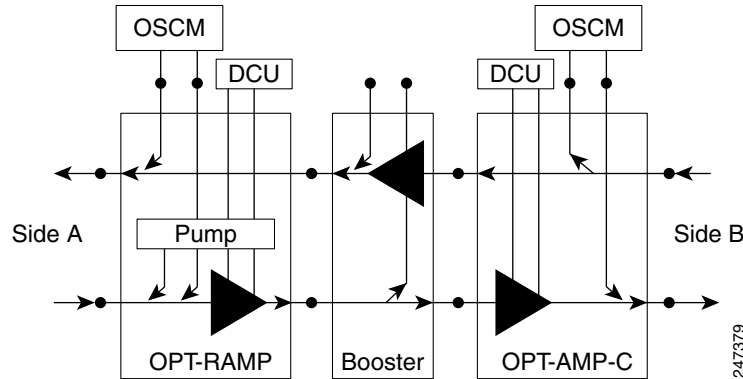 OSCM
OSCM
DCU
DCU
Side A
Pump
Side B
OPT-RAMP
Booster
OPT-AMP-C
247379